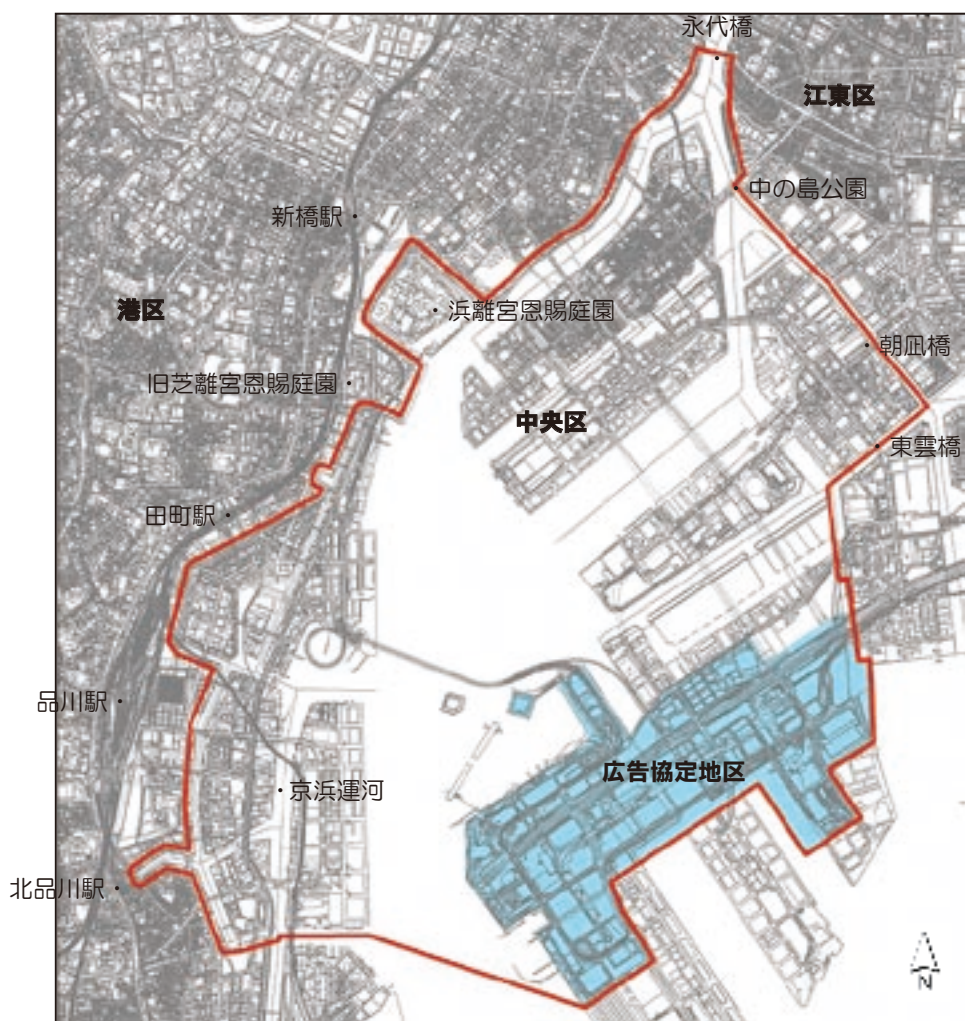 永代橋
江東区
中の島公園
新橋駅
港区
浜離宮恩賜庭園
朝凪橋
旧芝離宮恩賜庭園
中央区
東雲橋
田町駅
品川駅
広告協定地区
京浜運河
北品川駅
N